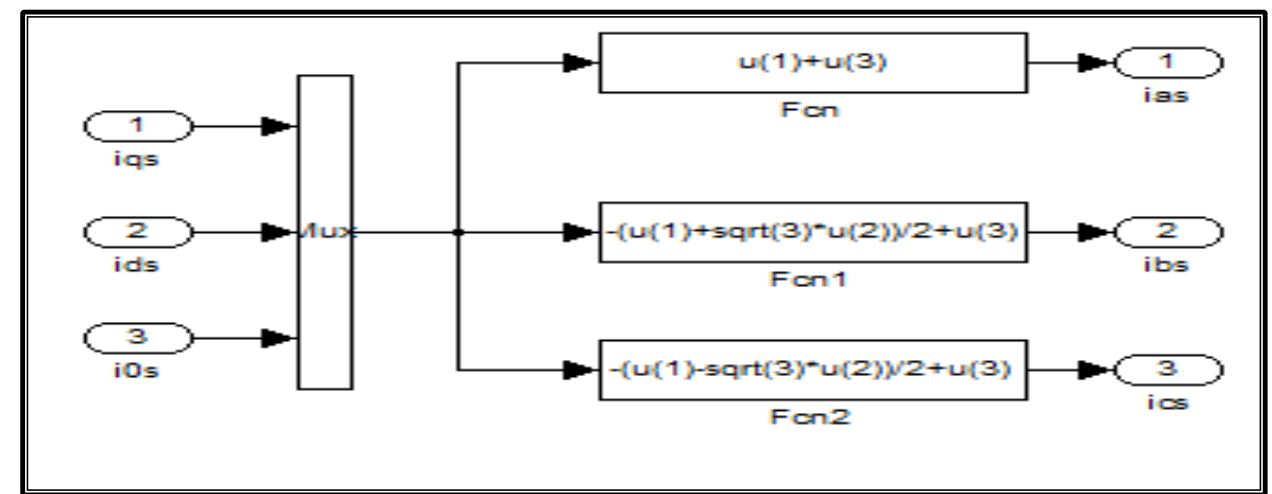 1
iqs
2
ids
3
i0s
Mux
u(1)+u(3)
Fcn
-(u(1)+sqrt(3)*u(2))/2+u(3)
Fcn1
-(u(1)-sqrt(3)*u(2))/2+u(3)
Fcn2
1
ias
2
ibs
3
ics